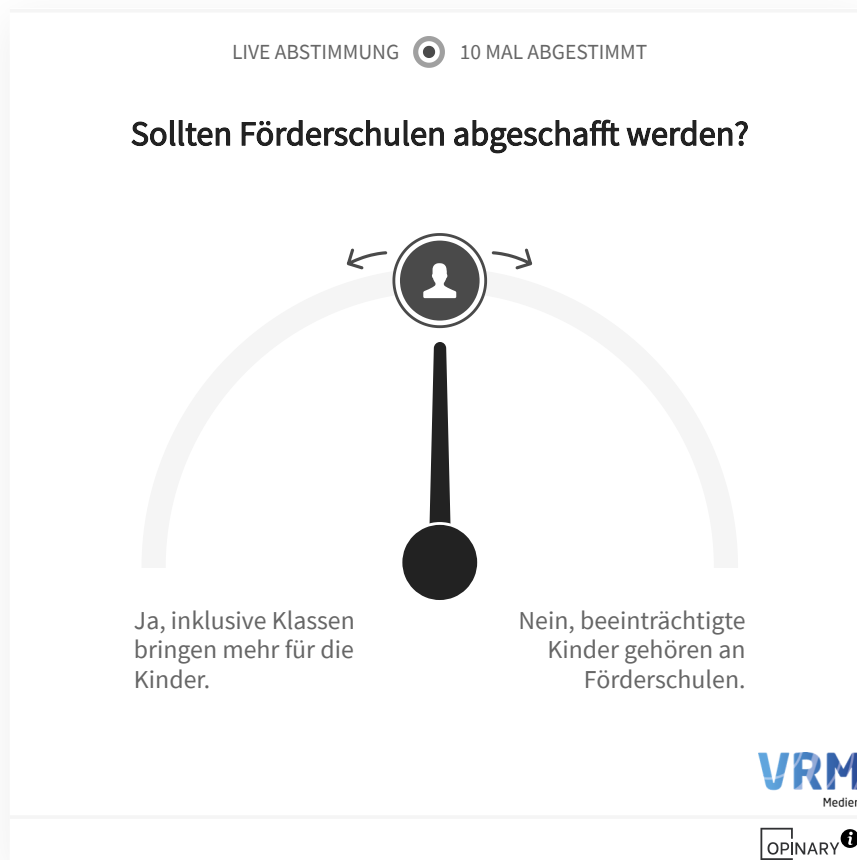 LIVE ABSTIMMUNG 10 MAL ABGESTIMMT
Sollten Förderschulen abgeschafft werden?
Ja, inklusive Klassen
bringen mehr für die
Kinder.
Nein, beeinträchtigte
Kinder gehören an
Förderschulen.
VRM
Medien
OPINARY i